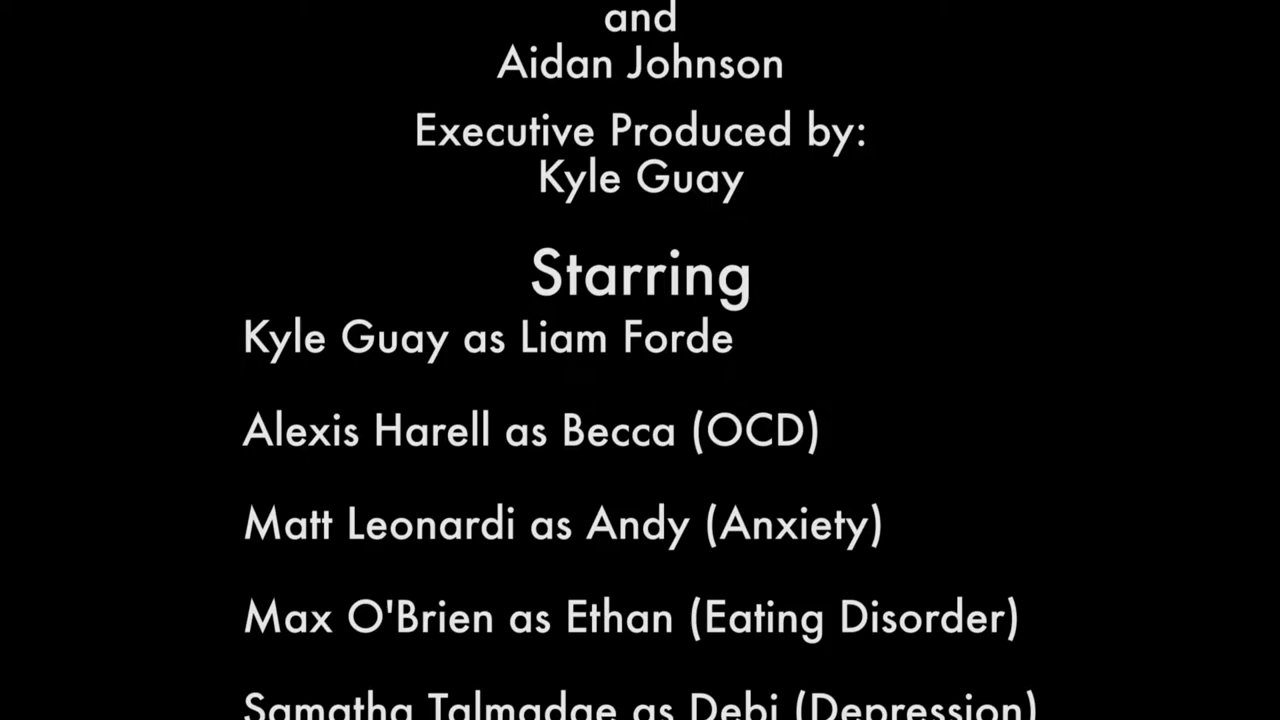 and
Aidan Johnson
Executive Produced by:
Kyle Guay
Starring
Kyle Guay as Liam Forde
Alexis Harell as Becca (OCD)
Matt Leonardi as Andy (Anxiety)
Max O'Brien as Ethan (Eating Disorder)
Samatha Talmadge as Debi (Depression)